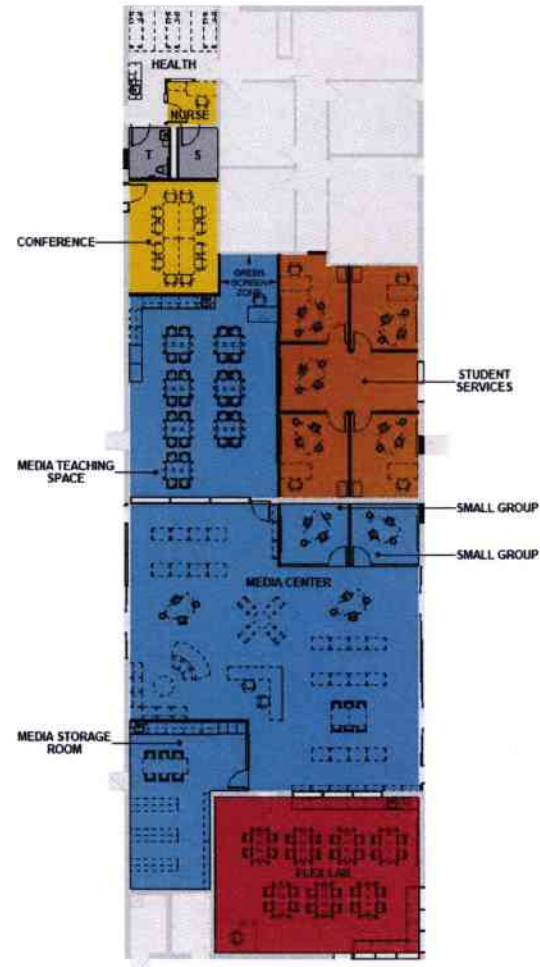 HEALTH
NURSE
T
S
CONFERENCE
GREEN
SCREEN
ZONE
STUDENT
SERVICES
MEDIA TEACHING
SPACE
SMALL GROUP
SMALL GROUP
MEDIA CENTER
MEDIA STORAGE
ROOM
FLEX LAB